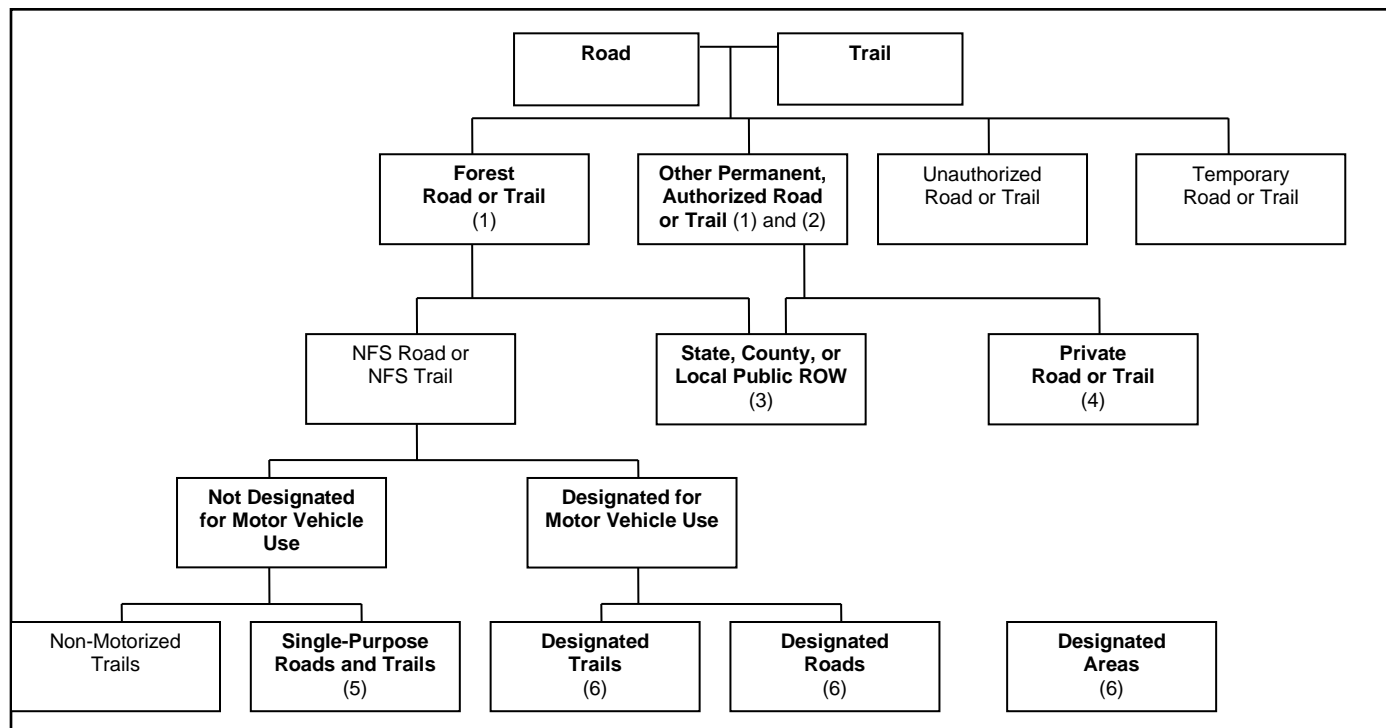 Road
Trail
Forest
Road or Trail
(1)
Other Permanent,
Authorized Road
or Trail (1) and (2)
Unauthorized
Road or Trail
Temporary
Road or Trail
NFS Road or
NFS Trail
State, County, or
Local Public ROW
(3)
Private
Road or Trail
(4)
Not Designated
for Motor Vehicle
Use
Designated for
Motor Vehicle Use
Non-Motorized
Trails
Single-Purpose
Roads and Trails
(5)
Designated
Trails
(6)
Designated
Roads
(6)
Designated
Areas
(6)